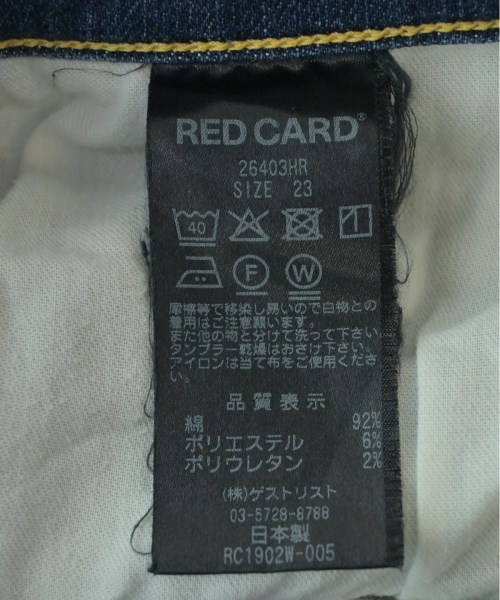 RED CARD®
26403HR
SIZE 23
40
F W
摩擦等で移染し易いので白物との
着用はご注意願います。
また他の物と分けて洗って下さい
タンブラー乾燥はおさけ下さい。
アイロンは当て布をご使用くださ
い。
品質表示
綿 92%
ポリエステル 6%
ポリウレタン 2%
(株)ゲストリスト
03-5728-8788
日本製
RC1902W-005